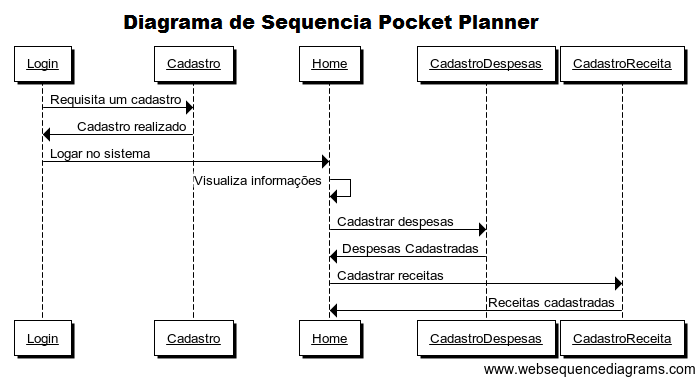 Diagrama de Sequencia Pocket Planner
Login
Cadastro
Home
CadastroDespesas
CadastroReceita
Requisita um cadastro
Cadastro realizado
Logar no sistema
Visualiza informações
Cadastrar despesas
Despesas Cadastradas
Cadastrar receitas
Receitas cadastradas
Login
Cadastro
Home
CadastroDespesas
CadastroReceita
www.websequencediagrams.com